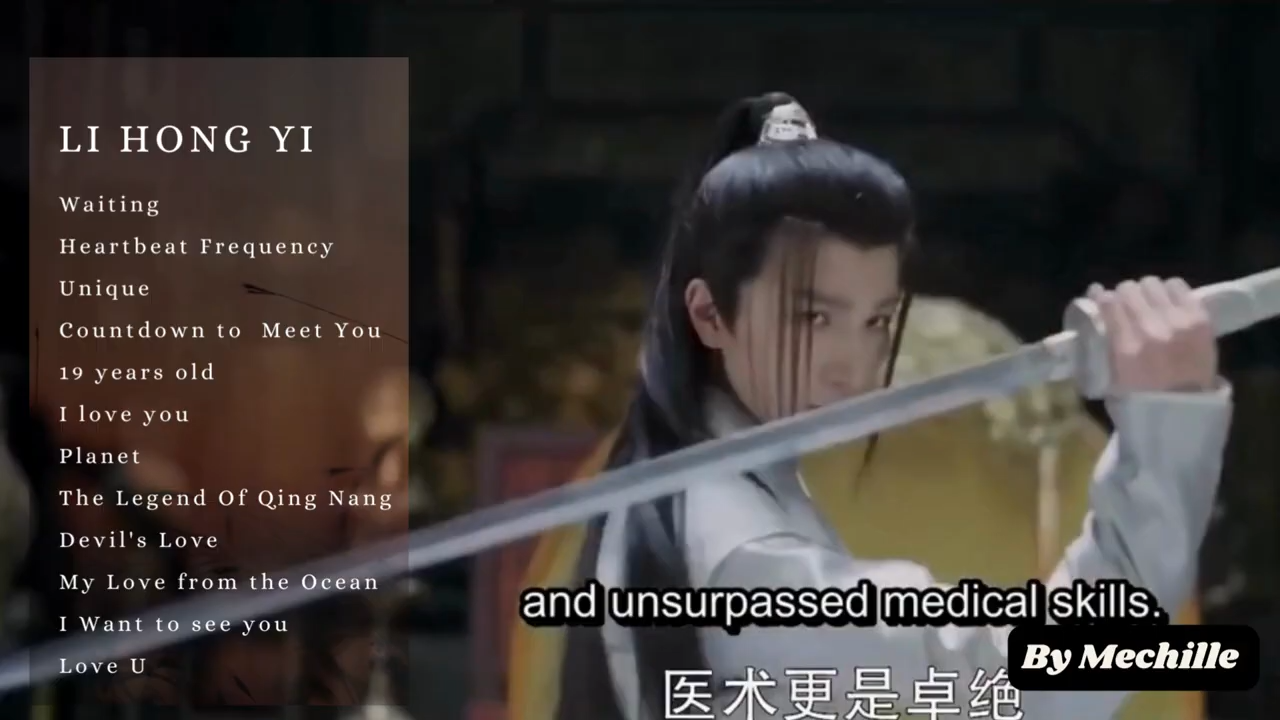 LI HONG YI
Waiting
Heartbeat Frequency
Unique
Countdown to  Meet You
19 years old
I love you
Planet
The Legend Of Qing Nang
Devil's Love
My Love from the Ocean
I Want to see you
Love U
and unsurpassed medical skills.
By Mechille
医术更是卓绝